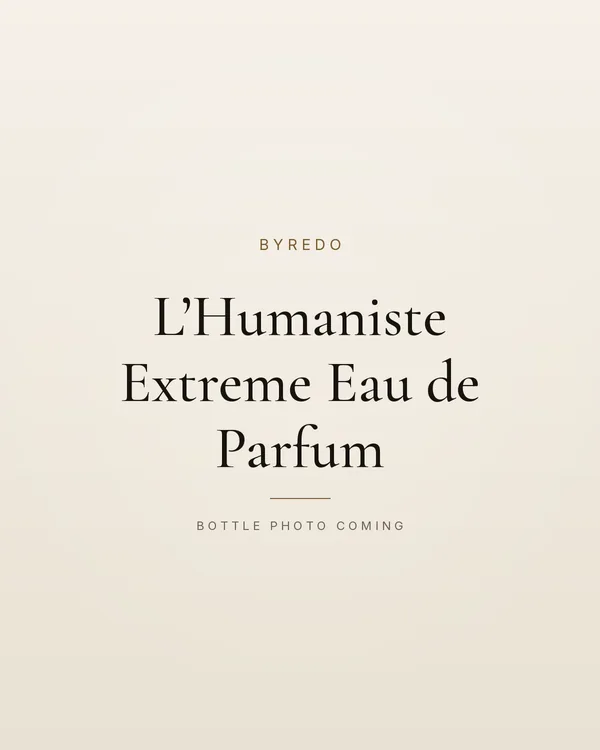 BYREDO
L’Humaniste
Extreme Eau de
Parfum
BOTTLE PHOTO COMING